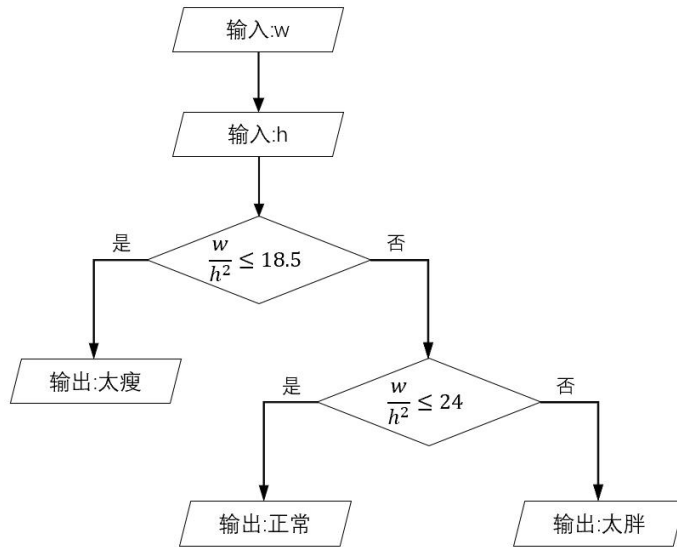 输入:w
输入:h
是
否
w/h² ≤ 18.5
输出:太瘦
是
否
w/h² ≤ 24
输出:正常
输出:太胖